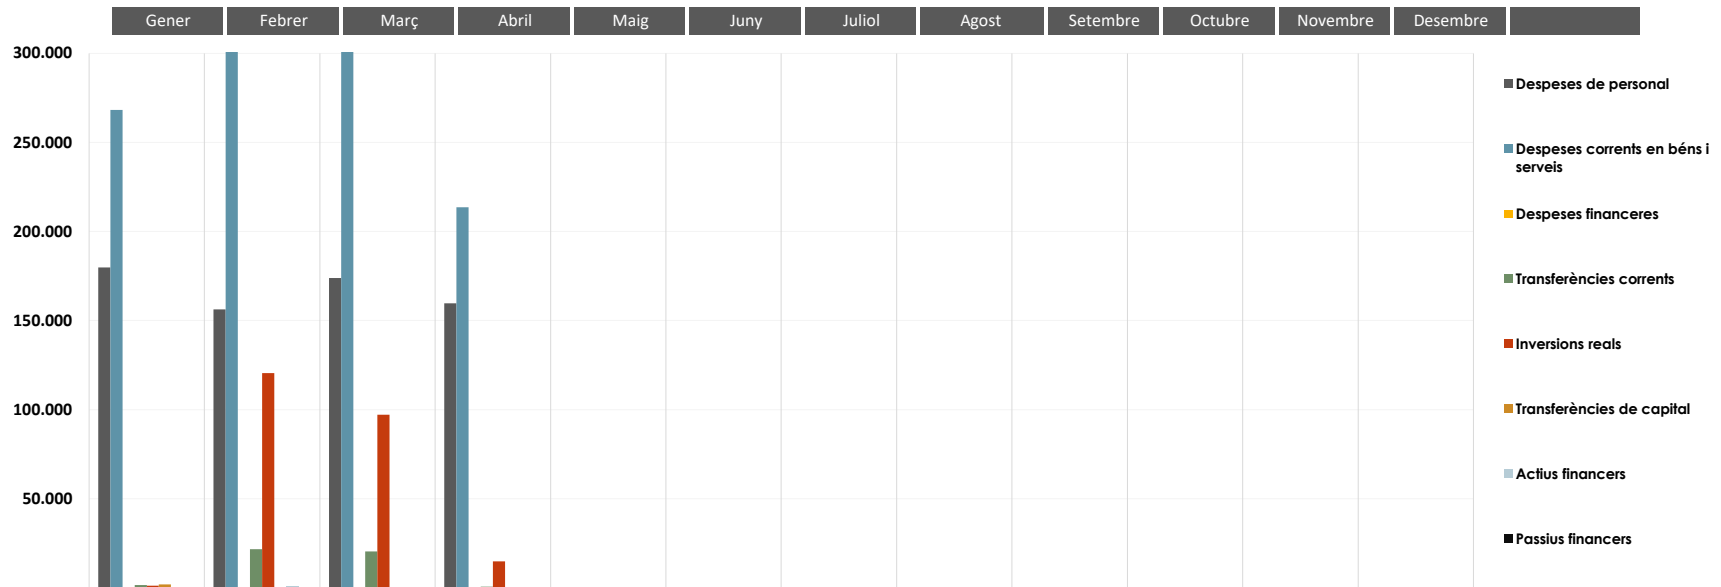 Gener Febrer Març Abril Maig Juny Juliol Agost Setembre Octubre Novembre Desembre
300.000
250.000
200.000
150.000
100.000
50.000
Despeses de personal
Despeses corrents en béns i
serveis
Despeses financeres
Transferències corrents
Inversions reals
Transferències de capital
Actius financers
Passius financers